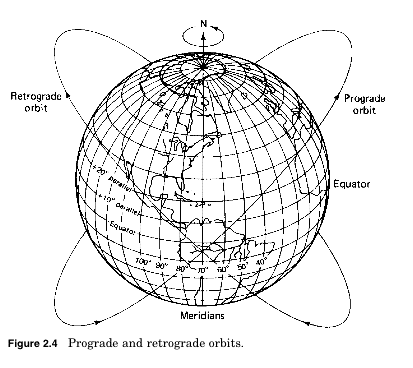 N
Retrograde
orbit
Prograde
orbit
+20° Parallel
+10° Parallel
Equator
Equator
100° 90° 80° 70° 60° 50° 40°
Meridians
Figure 2.4 Prograde and retrograde orbits.